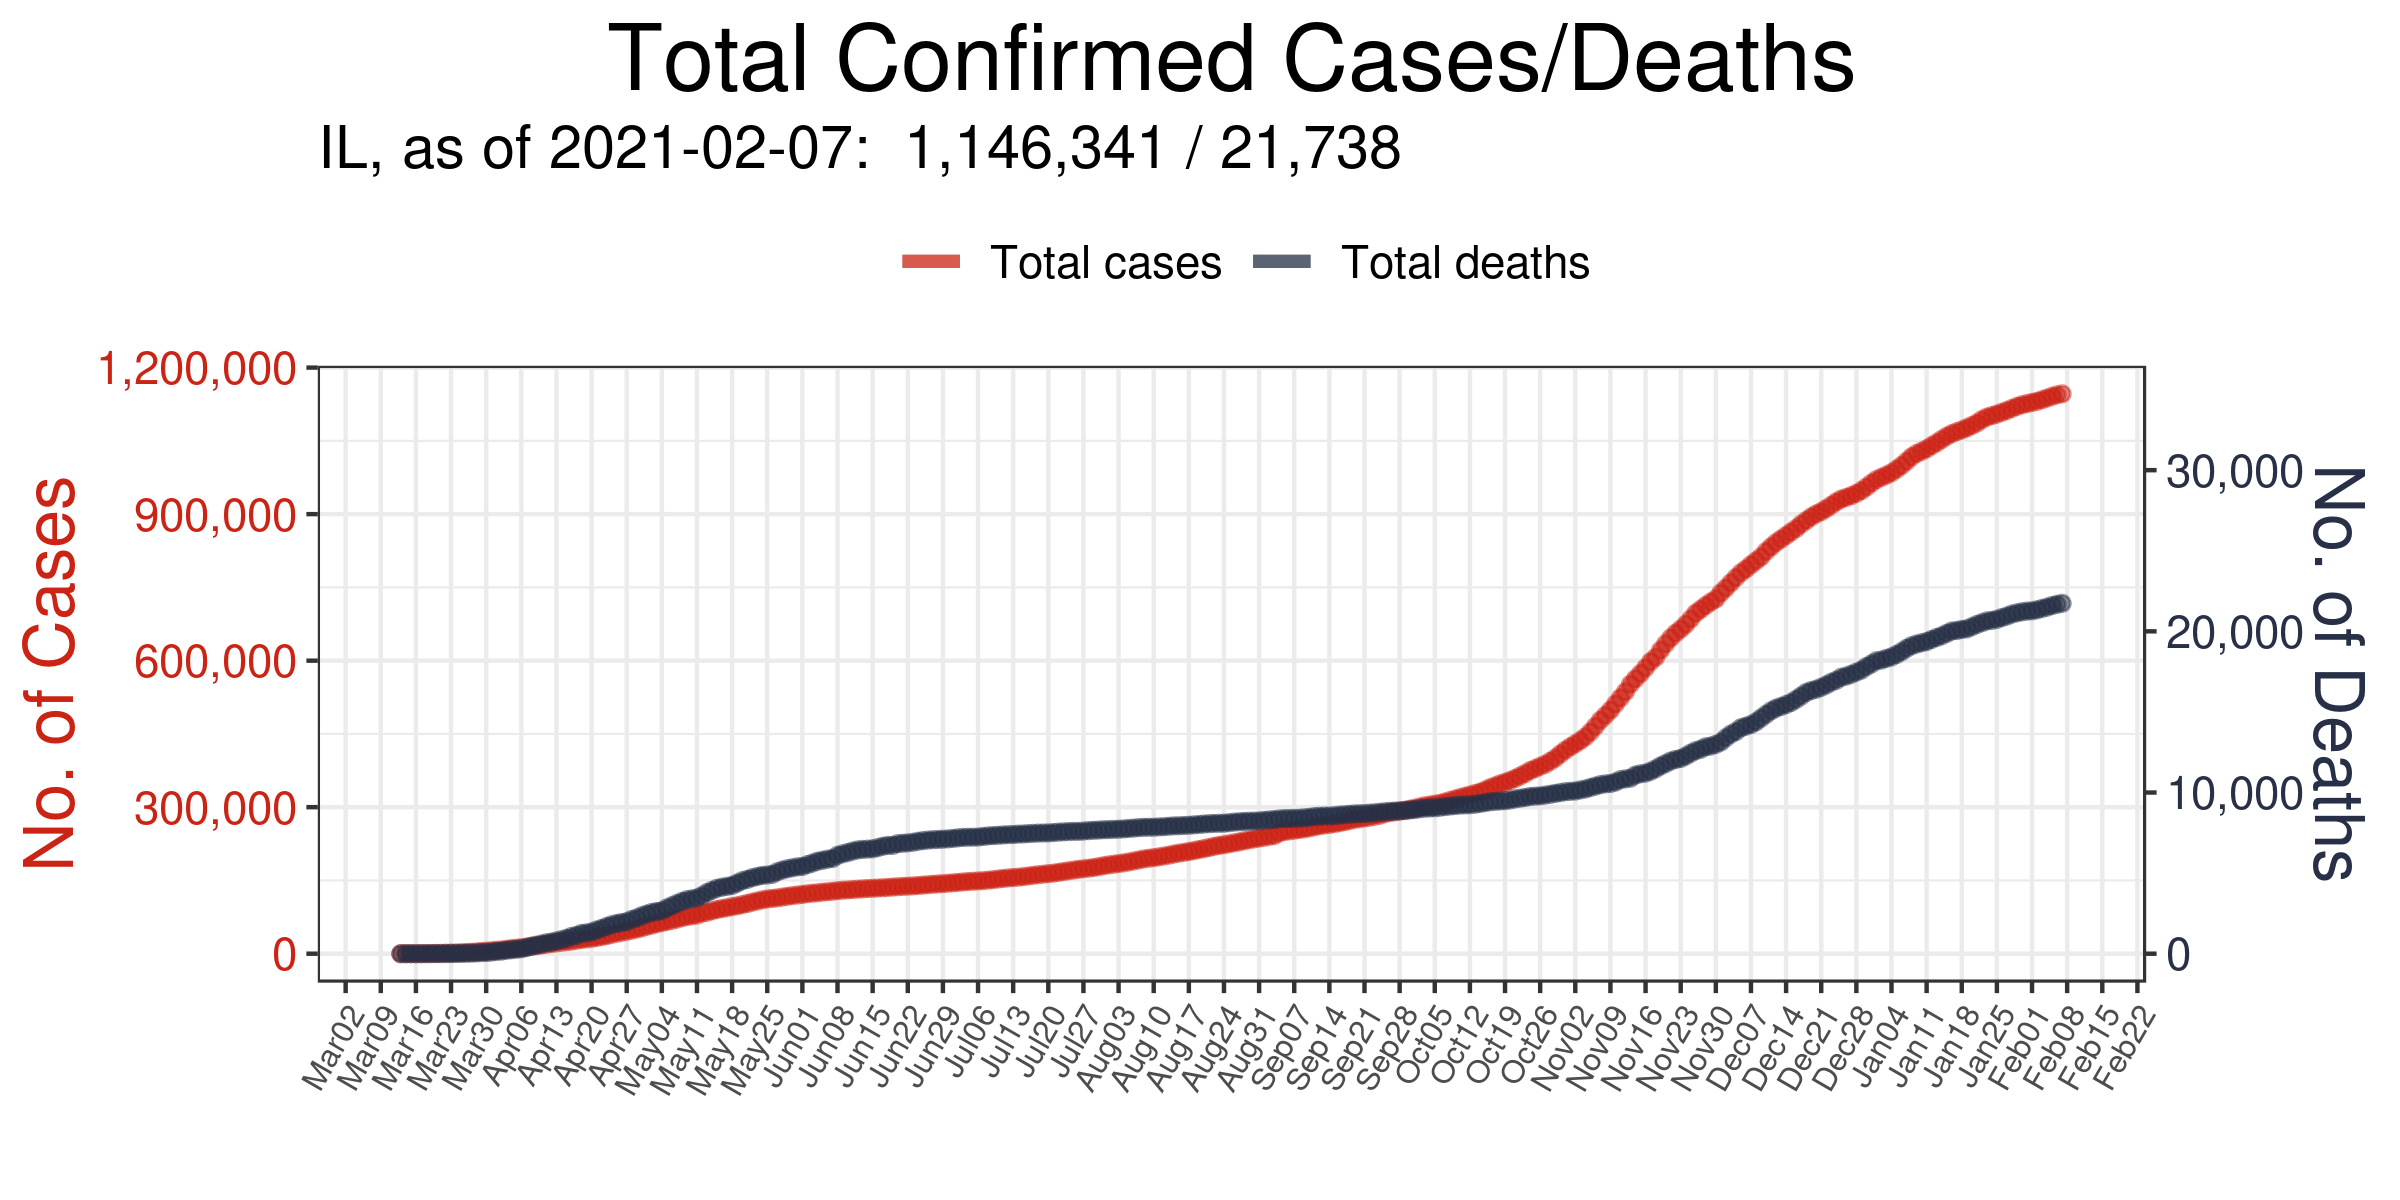 Total Confirmed Cases/Deaths
IL, as of 2021-02-07:  1,146,341 / 21,738
Total cases
Total deaths
No. of Cases
1,200,000
900,000
600,000
300,000
0
30,000
20,000
10,000
0
No. of Deaths
Mar02
Mar09
Mar16
Mar23
Mar30
Apr06
Apr13
Apr20
Apr27
May04
May11
May18
May25
Jun01
Jun08
Jun15
Jun22
Jun29
Jul06
Jul13
Jul20
Jul27
Aug03
Aug10
Aug17
Aug24
Aug31
Sep07
Sep14
Sep21
Sep28
Oct05
Oct12
Oct19
Oct26
Nov02
Nov09
Nov16
Nov23
Nov30
Dec07
Dec14
Dec21
Dec28
Jan04
Jan11
Jan18
Jan25
Feb01
Feb08
Feb15
Feb22